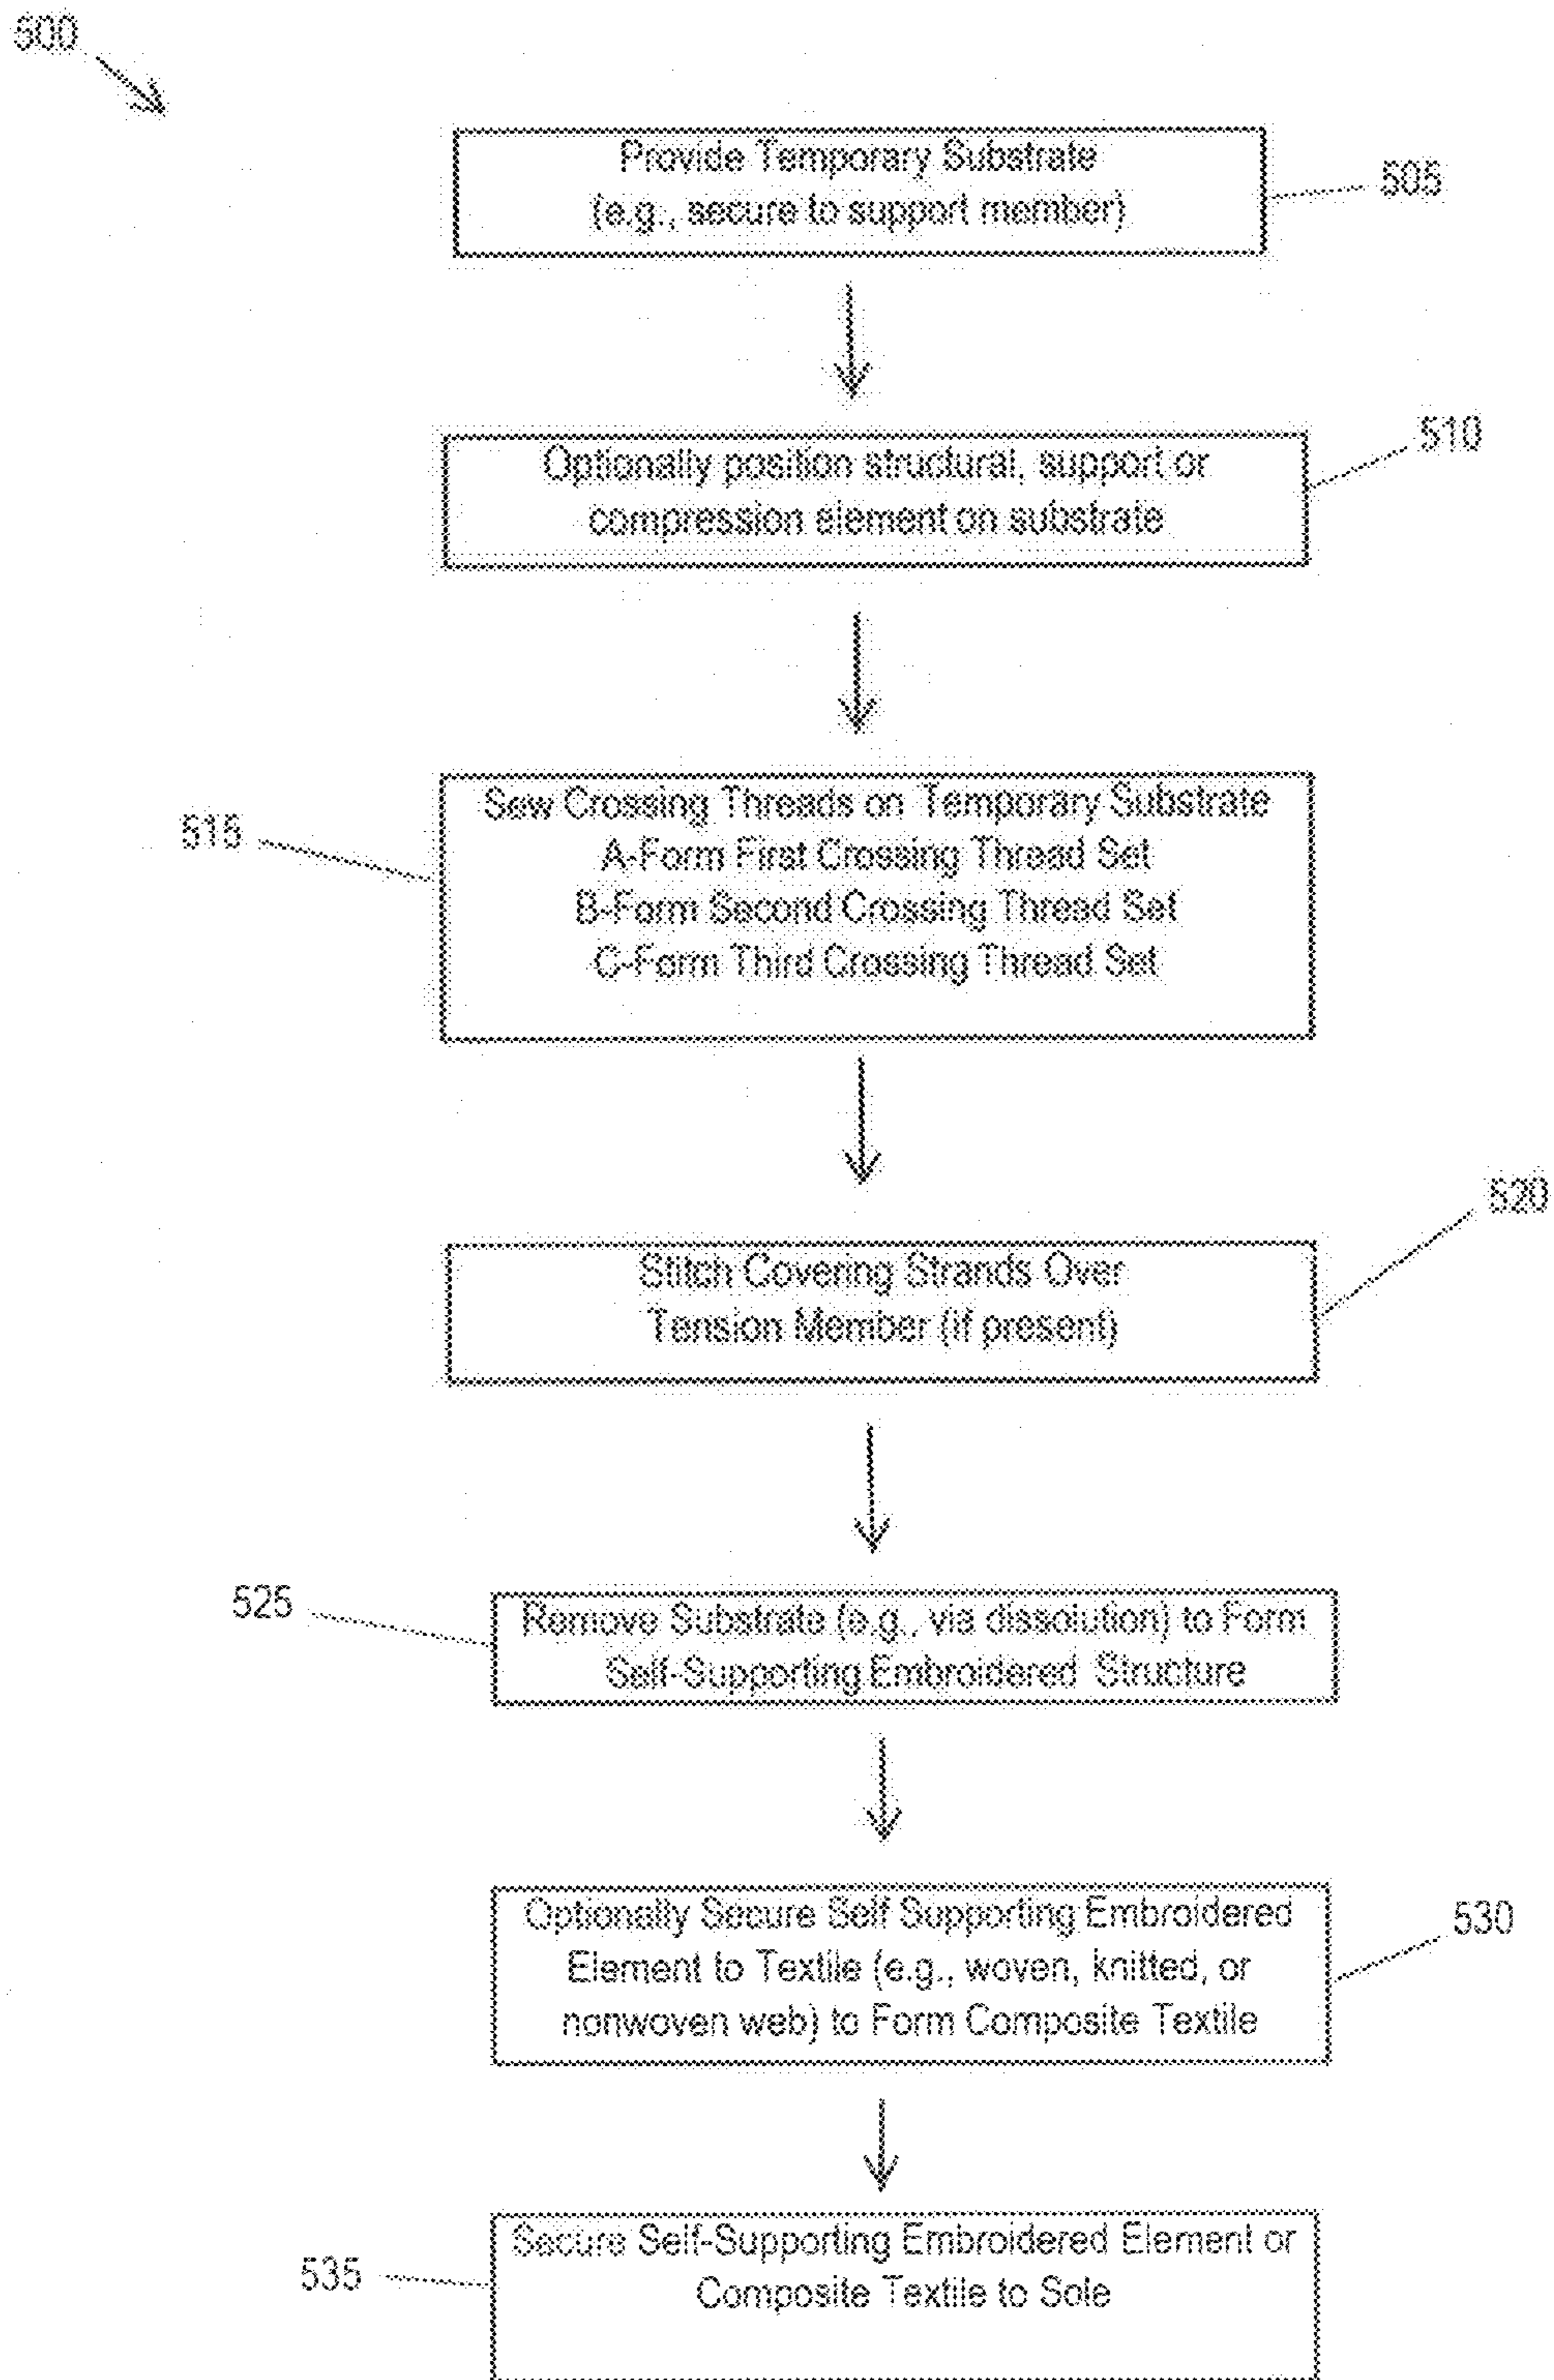 500
Provide Temporary Substrate
(e.g., secure to support member)
505
Optionally position structural, support or
compression element on substrate
510
515
Sew Crossing Threads on Temporary Substrate
A-Form First Crossing Thread Set
B-Form Second Crossing Thread Set
C-Form Third Crossing Thread Set
520
Stitch Covering Strands Over
Tension Member (if present)
525
Remove Substrate (e.g., via dissolution) to Form
Self-Supporting Embroidered Structure
Optionally Secure Self Supporting Embroidered
Element to Textile (e.g., woven, knitted, or
nonwoven web) to Form Composite Textile
530
535
Secure Self-Supporting Embroidered Element or
Composite Textile to Sole